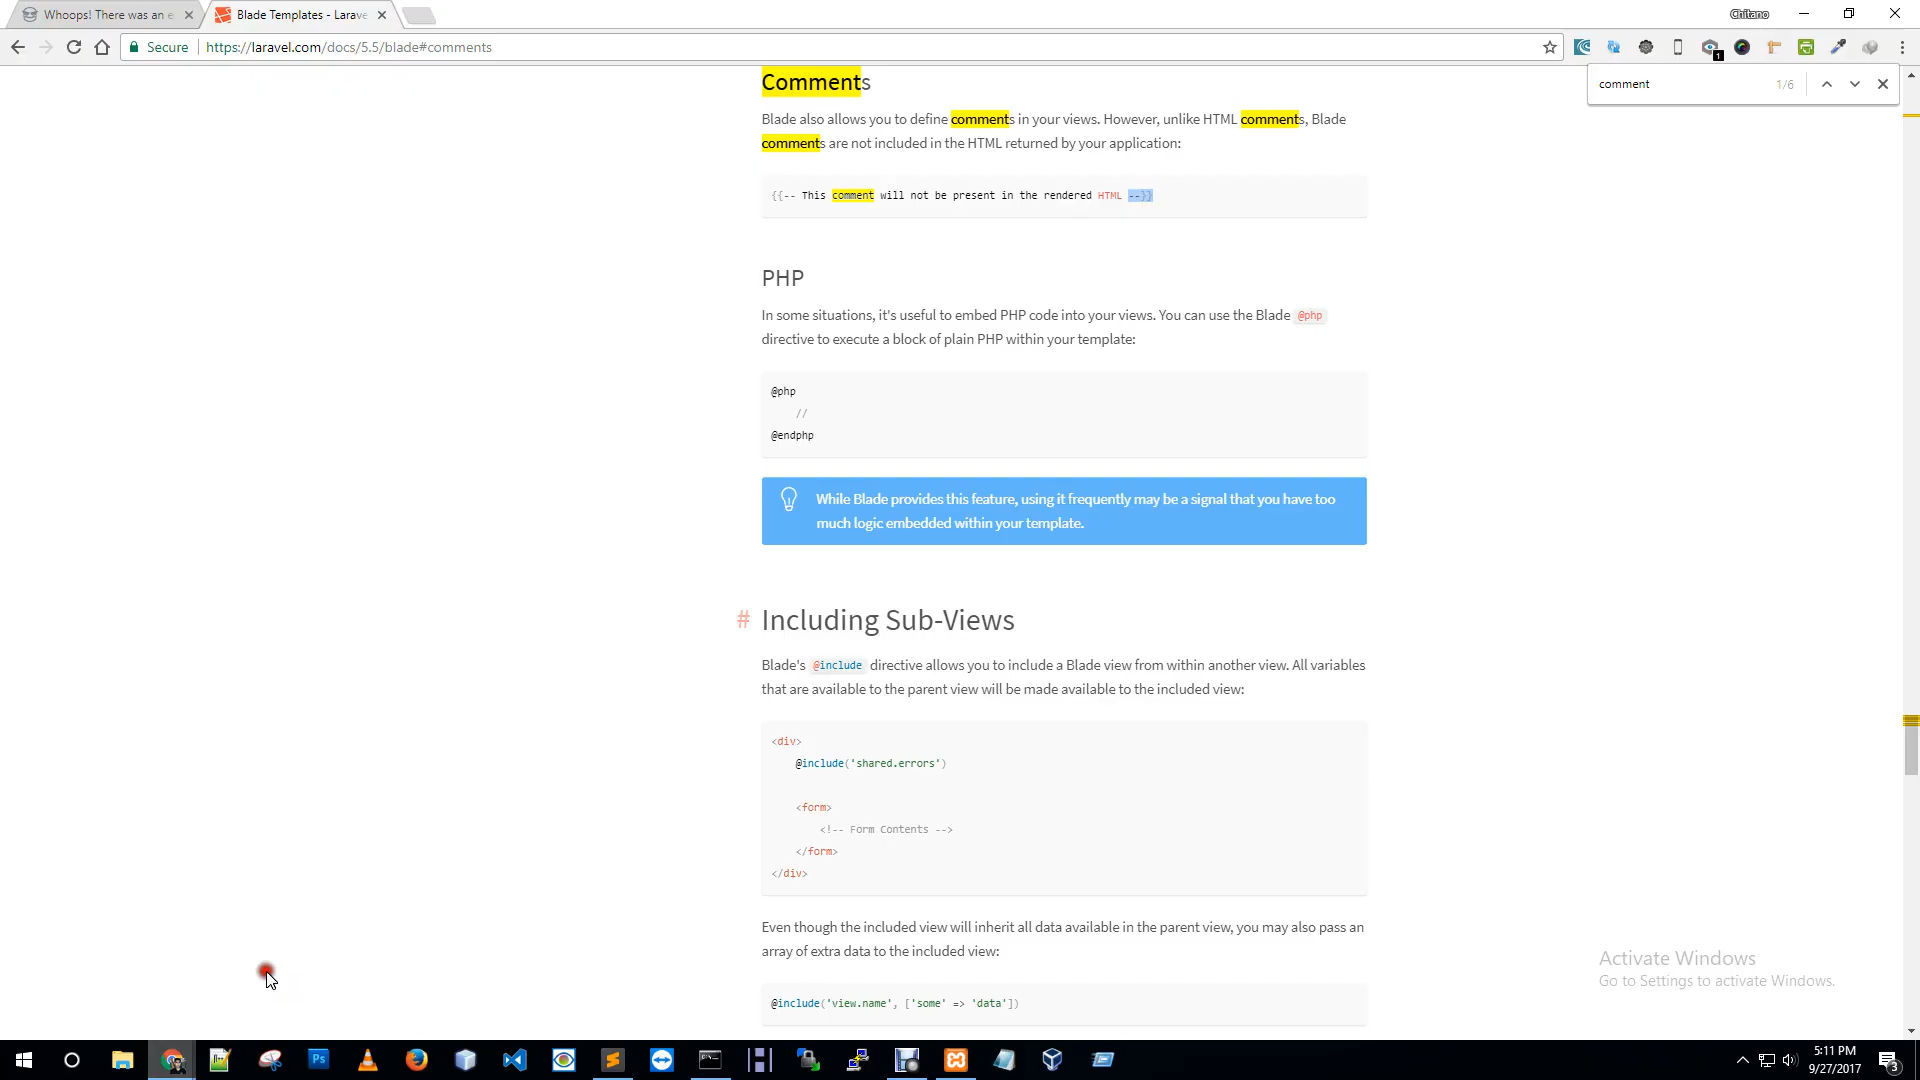 Whoops! There was an e
Blade Templates - Larave
Chitano
Secure
https://laravel.com/docs/5.5/blade#comments
1
comment
1/6
Comments
Blade also allows you to define comments in your views. However, unlike HTML comments, Blade
comments are not included in the HTML returned by your application:
{{-- This comment will not be present in the rendered HTML --}}
PHP
In some situations, it's useful to embed PHP code into your views. You can use the Blade @php
directive to execute a block of plain PHP within your template:
@php
//
@endphp
While Blade provides this feature, using it frequently may be a signal that you have too
much logic embedded within your template.
# Including Sub-Views
Blade's @include directive allows you to include a Blade view from within another view. All variables
that are available to the parent view will be made available to the included view:
<div>
@include('shared.errors')
<form>
<!-- Form Contents -->
</form>
</div>
Even though the included view will inherit all data available in the parent view, you may also pass an
array of extra data to the included view:
@include('view.name', ['some' => 'data'])
Activate Windows
Go to Settings to activate Windows.
Ps
5:11 PM
9/27/2017
3